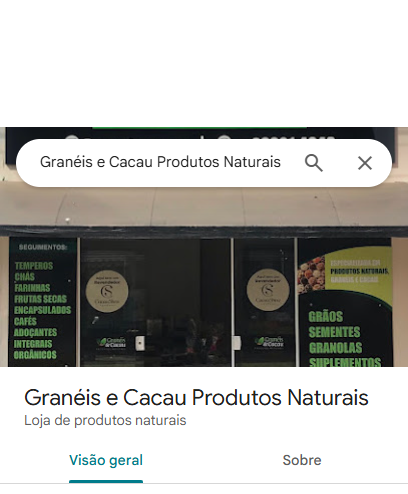 Granéis e Cacau Produtos Naturais
SEGUIMENTOS:
TEMPEROS
CHÁS
FARINHAS
FRUTAS SECAS
ENCAPSULADOS
CAFÉS
ADOÇANTES
INTEGRAIS
ORGÂNICOS
Granéis
e Cacau
Granéis
e Cacau
ESPECIALIZADA EM
PRODUTOS NATURAIS,
GRANÉIS E CACAU
GRÃOS
SEMENTES
GRANOLAS
SUPLEMENTOS
Granéis e Cacau Produtos Naturais
Loja de produtos naturais
Visão geral
Sobre